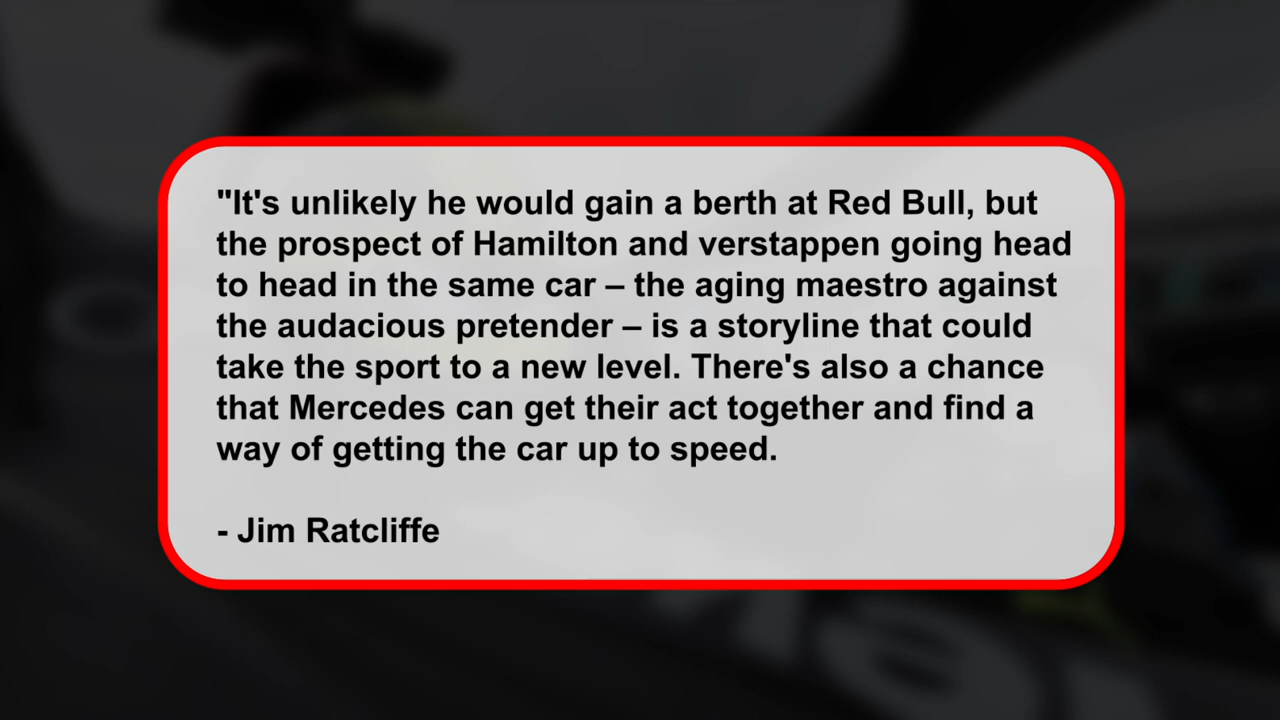 "It's unlikely he would gain a berth at Red Bull, but
the prospect of Hamilton and verstappen going head
to head in the same car – the aging maestro against
the audacious pretender – is a storyline that could
take the sport to a new level. There's also a chance
that Mercedes can get their act together and find a
way of getting the car up to speed.
- Jim Ratcliffe